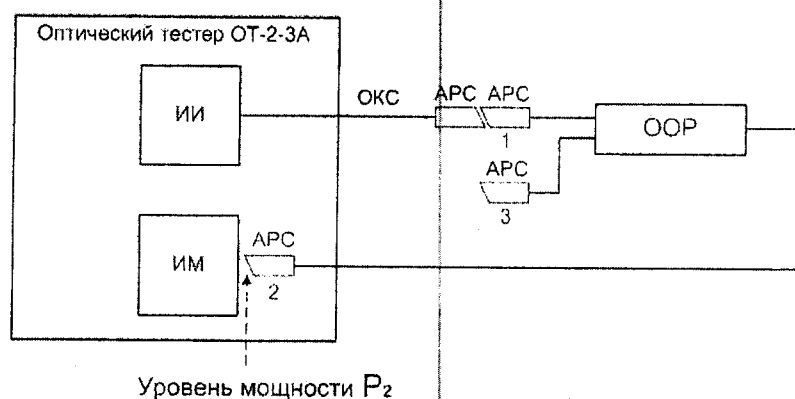 Оптический тестер ОТ-2-3А
ИИ
ОКС
АРС АРС
1
ООР
АРС
3
ИМ
АРС
2
Уровень мощности P₂